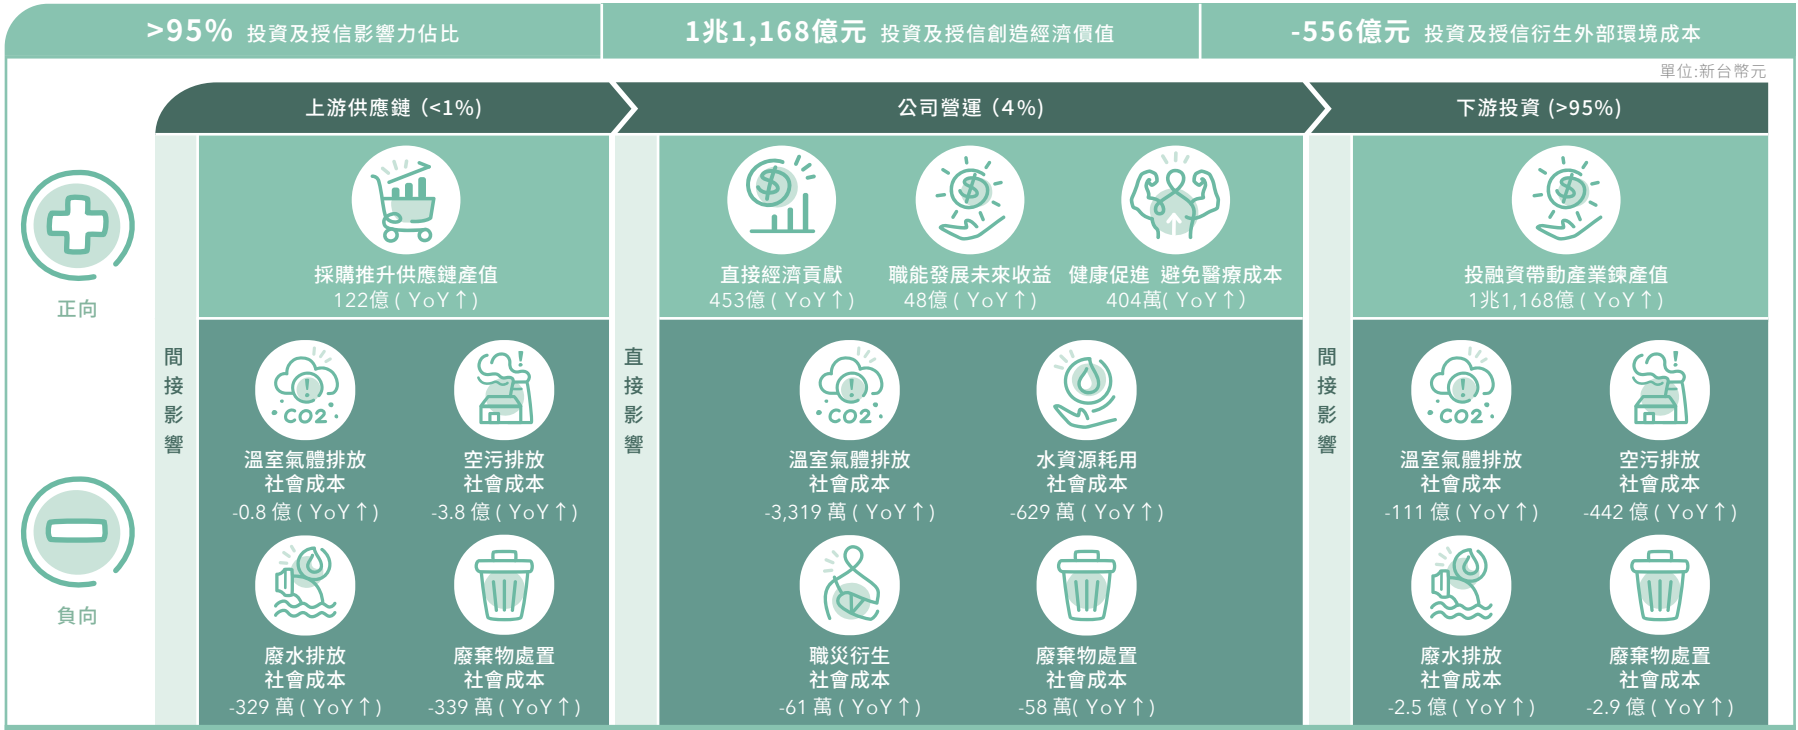 >95% 投資及授信影響力佔比
1兆1,168億元 投資及授信創造經濟價值
-556億元 投資及授信衍生外部環境成本
單位:新台幣元
上游供應鏈 (<1%)
公司營運 (4%)
下游投資 (>95%)
正向
負向
間接影響
採購推升供應鏈產值
122億 ( YoY↑)
溫室氣體排放
社會成本
-0.8 億 ( YoY↑)
空污排放
社會成本
-3.8 億 ( YoY↑)
廢水排放
社會成本
-329 萬 ( YoY↑)
廢棄物處置
社會成本
-339 萬 ( YoY↑)
直接影響
直接經濟貢獻
453億 ( YoY↑)
職能發展未來收益
48億 ( YoY↑)
健康促進 避免醫療成本
404萬( YoY↑)
溫室氣體排放
社會成本
-3,319 萬 ( YoY↑)
水資源耗用
社會成本
-629 萬 ( YoY↑)
職災衍生
社會成本
-61 萬 ( YoY↑)
廢棄物處置
社會成本
-58 萬( YoY↑)
間接影響
投融資帶動產業鍊產值
1兆1,168億 ( YoY↑)
溫室氣體排放
社會成本
-111 億 ( YoY↑)
空污排放
社會成本
-442 億 ( YoY↑)
廢水排放
社會成本
-2.5 億 ( YoY↑)
廢棄物處置
社會成本
-2.9 億 ( YoY↑)
CO2
CO2
CO2